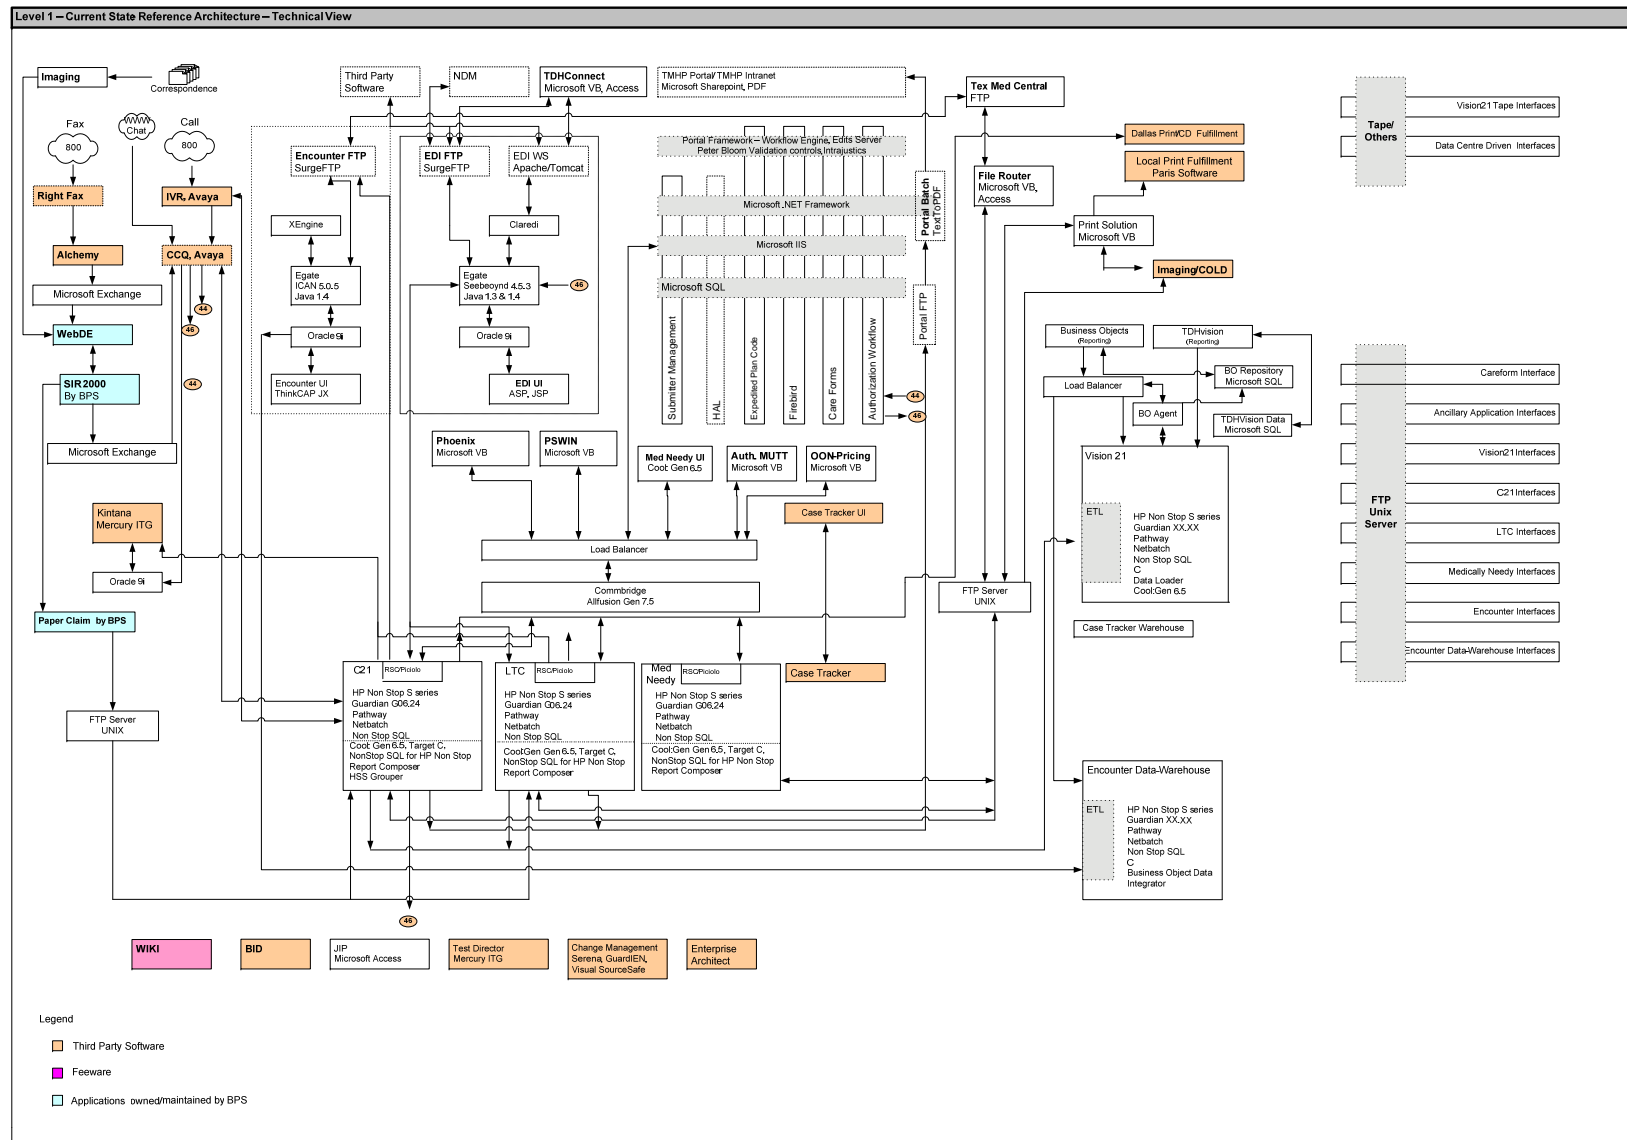 Level 1 – Current State Reference Architecture – Technical View
Imaging
Correspondence
Fax
800
Chat
Call
800
Right Fax
IVR, Avaya
Alchemy
CCQ, Avaya
Microsoft Exchange
44
46
WebDE
SIR2000
By BPS
44
Microsoft Exchange
Kintana
Mercury ITG
Oracle 9i
Paper Claim by BPS
FTP Server
UNIX
Third Party
Software
NDM
TDHConnect
Microsoft VB, Access
Encounter FTP
SurgeFTP
EDI FTP
SurgeFTP
EDI WS
Apache/Tomcat
XEngine
Claredi
Egate
ICAN 5.0.5
Java 1.4
Egate
Seebeoynd 4.5.3
Java 1.3 & 1.4
46
Oracle 9i
Oracle 9i
Encounter UI
ThinkCAP JX
EDI UI
ASP, JSP
TMHP Portal/TMHP Intranet
Microsoft Sharepoint, PDF
Portal Framework – Workflow Engine, Edits Server
Peter Bloom Validation controls, Intrajustics
Microsoft .NET Framework
Microsoft IIS
Microsoft SQL
Submitter Management
HAL
Expedited Plan Code
Firebird
Care Forms
Authorization Workflow
Portal Batch
TextToPDF
Portal FTP
44
46
Tex Med Central
FTP
File Router
Microsoft VB,
Access
Dallas Print/CD Fulfillment
Local Print Fulfillment
Paris Software
Print Solution
Microsoft VB
Imaging/COLD
Business Objects
(Reporting)
TDHvision
(Reporting)
Load Balancer
BO Repository
Microsoft SQL
BO Agent
TDHVision Data
Microsoft SQL
Vision 21
ETL
HP Non Stop S series
Guardian XX.XX
Pathway
Netbatch
Non Stop SQL
C
Data Loader
Cool:Gen 6.5
Case Tracker Warehouse
Encounter Data-Warehouse
ETL
HP Non Stop S series
Guardian XX.XX
Pathway
Netbatch
Non Stop SQL
C
Business Object Data
Integrator
Phoenix
Microsoft VB
PSWIN
Microsoft VB
Med Needy UI
Cool: Gen 6.5
Auth. MUTT
Microsoft VB
OON-Pricing
Microsoft VB
Case Tracker UI
Load Balancer
Commbridge
Allfusion Gen 7.5
FTP Server
UNIX
Case Tracker
C21
RSC/Piciolo
HP Non Stop S series
Guardian G06.24
Pathway
Netbatch
Non Stop SQL
Cool: Gen 6.5, Target C,
NonStop SQL for HP Non Stop
Report Composer
HSS Grouper
LTC
RSC/Piciolo
HP Non Stop S series
Guardian G06.24
Pathway
Netbatch
Non Stop SQL
Cool:Gen Gen 6.5, Target C,
NonStop SQL for HP Non Stop
Report Composer
Med
Needy
RSC/Piciolo
HP Non Stop S series
Guardian G06.24
Pathway
Netbatch
Non Stop SQL
Cool:Gen Gen 6.5, Target C,
NonStop SQL for HP Non Stop
Report Composer
46
Tape/
Others
Vision21 Tape Interfaces
Data Centre Driven Interfaces
FTP
Unix
Server
Careform Interface
Ancillary Application Interfaces
Vision21 Interfaces
C21 Interfaces
LTC Interfaces
Medically Needy Interfaces
Encounter Interfaces
Encounter Data-Warehouse Interfaces
WIKI
BID
JIP
Microsoft Access
Test Director
Mercury ITG
Change Management
Serena, GuardIEN,
Visual SourceSafe
Enterprise
Architect
Legend
Third Party Software
Feeware
Applications owned/maintained by BPS